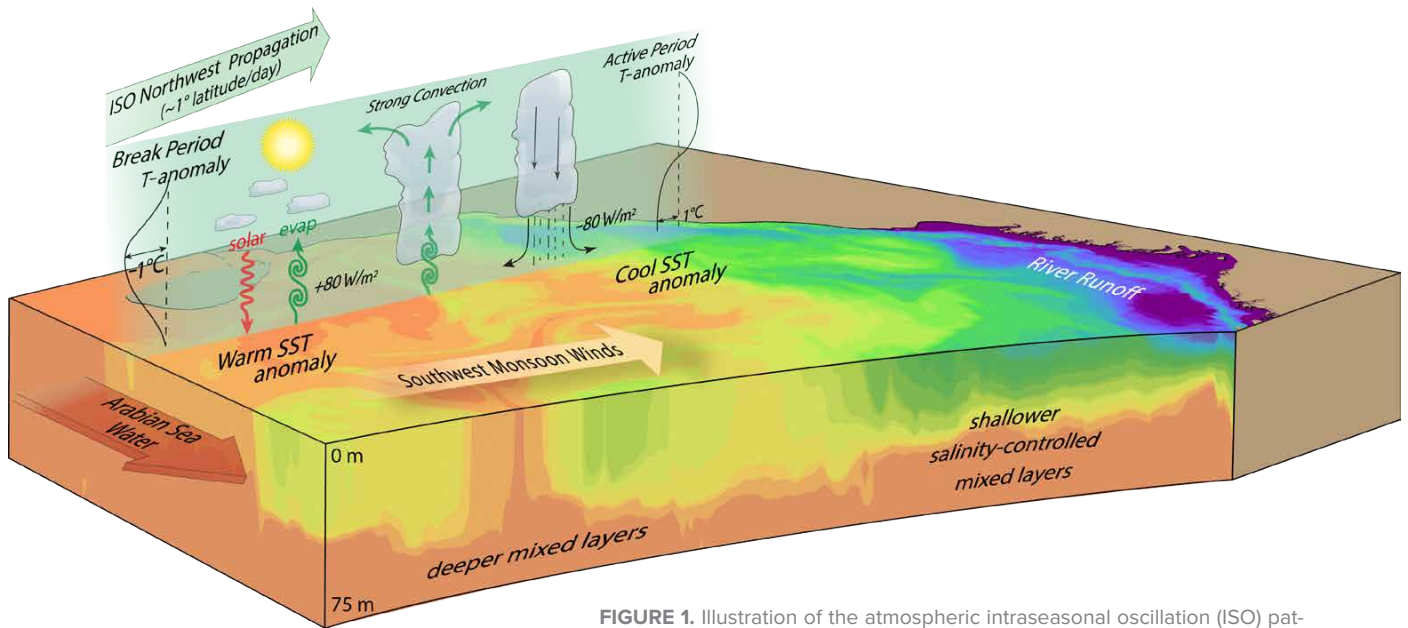 ISO Northwest Propagation
(~1° latitude/day)
Break Period
T-anomaly
Strong Convection
Active Period
T-anomaly
solar
evap
-1°C
+80 W/m²
-80 W/m²
1°C
Warm SST
anomaly
Cool SST
anomaly
River Runoff
Southwest Monsoon Winds
Arabian Sea
Water
0 m
shallower
salinity-controlled
mixed layers
deeper mixed layers
75 m
FIGURE 1. Illustration of the atmospheric intraseasonal oscillation (ISO) pat-